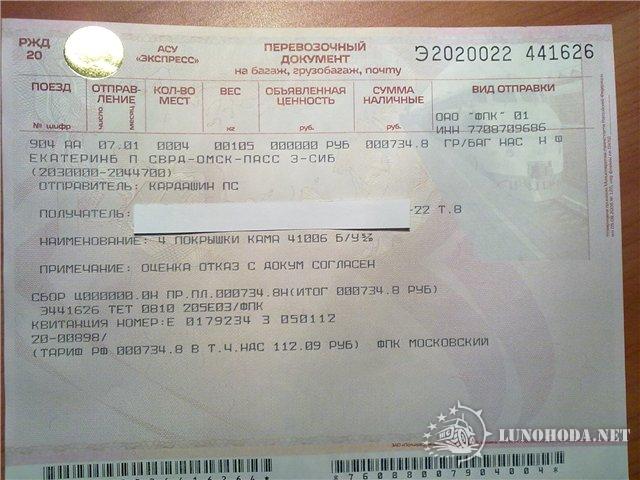 РЖД
20
АСУ
«ЭКСПРЕСС»
ПЕРЕВОЗОЧНЫЙ
ДОКУМЕНТ
на багаж, грузобагаж, почту
Э2020022 441626
ПОЕЗД
№ шифр
ОТПРАВ-
ЛЕНИЕ
число
месяц
КОЛ-ВО
МЕСТ
ВЕС
кг
ОБЪЯВЛЕННАЯ
ЦЕННОСТЬ
руб.
СУММА
НАЛИЧНЫЕ
руб.
ВИД ОТПРАВКИ
ОАО "ФПК" 01
ИНН 7708709686
904 АА 07.01 0004 00105 000000 РУБ 000734.8 ГР/БАГ НАС Н Ф
ЕКАТЕРИНБ П СВРД-ОМСК-ПАСС З-СИБ
(2030000-2044700)
ОТПРАВИТЕЛЬ: КАРДАШИН ПС
ПОЛУЧАТЕЛЬ: -22 Т.8
НАИМЕНОВАНИЕ: 4 ПОКРЫШКИ КАМА 41006 Б/У
ПРИМЕЧАНИЕ: ОЦЕНКА ОТКАЗ С ДОКУМ СОГЛАСЕН
СБОР Ц000000.0Н ПР.ПЛ.000734.8Н(ИТОГ 000734.8 РУБ)
Э441626 ТЕТ 0810 205Е03/ФПК
КВИТАНЦИЯ НОМЕР:Е 0179234 3 050112
20-00898/
(ТАРИФ РФ 000734.8 В Т.Ч.НДС 112.09 РУБ) ФПК МОСКОВСКИЙ
LUNOHODA.NET
*76088007904004*